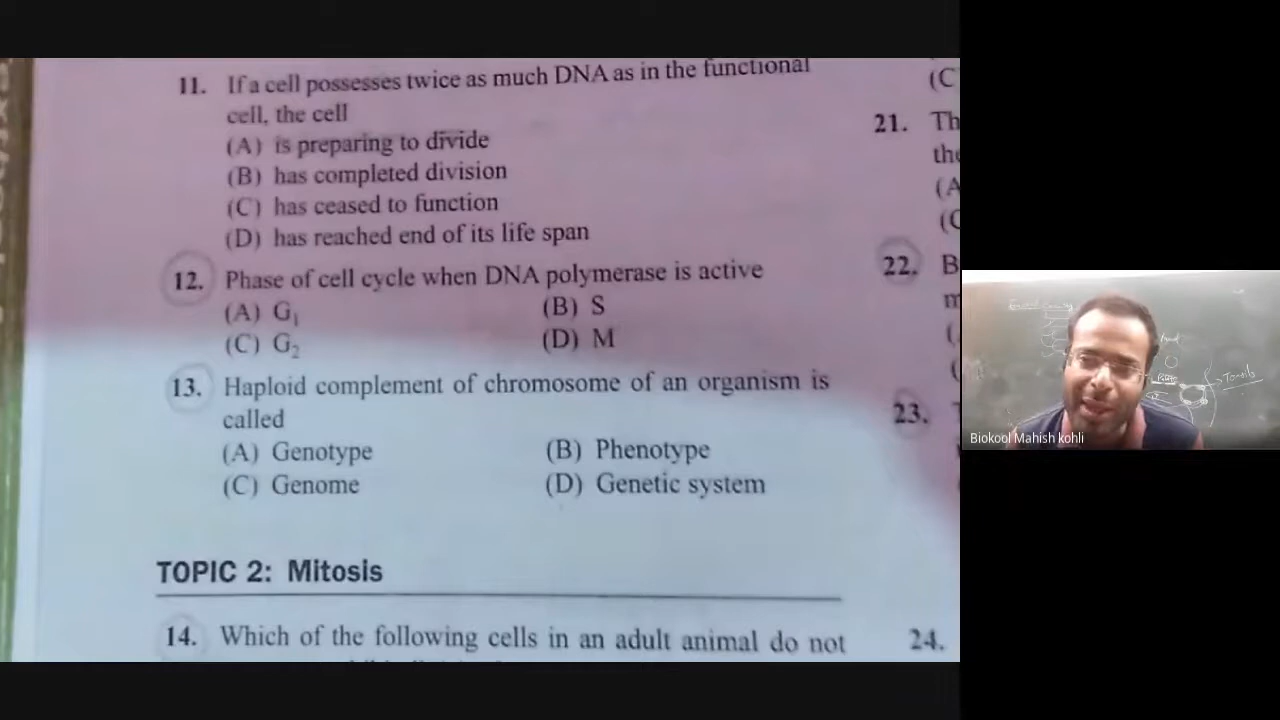 11. If a cell possesses twice as much DNA as in the functional
cell, the cell
(A) is preparing to divide
(B) has completed division
(C) has ceased to function
(D) has reached end of its life span
12. Phase of cell cycle when DNA polymerase is active
(A) G₁ (B) S
(C) G₂ (D) M
13. Haploid complement of chromosome of an organism is
called
(A) Genotype (B) Phenotype
(C) Genome (D) Genetic system
TOPIC 2: Mitosis
14. Which of the following cells in an adult animal do not
(C
21. Th
the
(A
(C
22. B
m
(
(
23.
24.
Tonsils
Biokool Mahish kohli